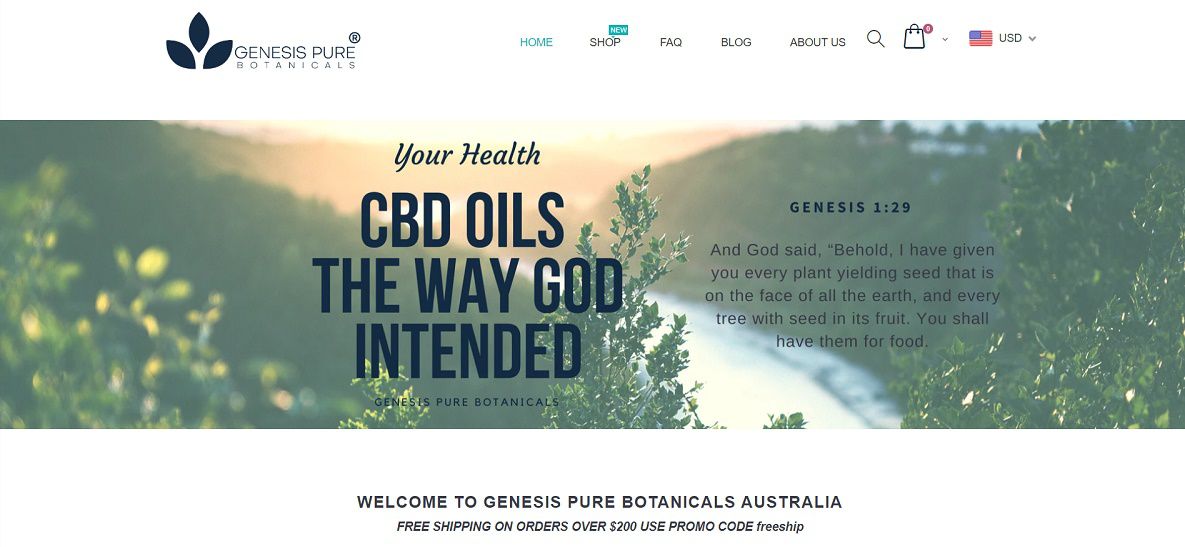 GENESIS PURE®
BOTANICALS
HOME
SHOP
NEW
FAQ
BLOG
ABOUT US
0
USD
Your Health
CBD OILS
THE WAY GOD
INTENDED
GENESIS PURE BOTANICALS
GENESIS 1:29
And God said, “Behold, I have given
you every plant yielding seed that is
on the face of all the earth, and every
tree with seed in its fruit. You shall
have them for food.
WELCOME TO GENESIS PURE BOTANICALS AUSTRALIA
FREE SHIPPING ON ORDERS OVER $200 USE PROMO CODE freeship